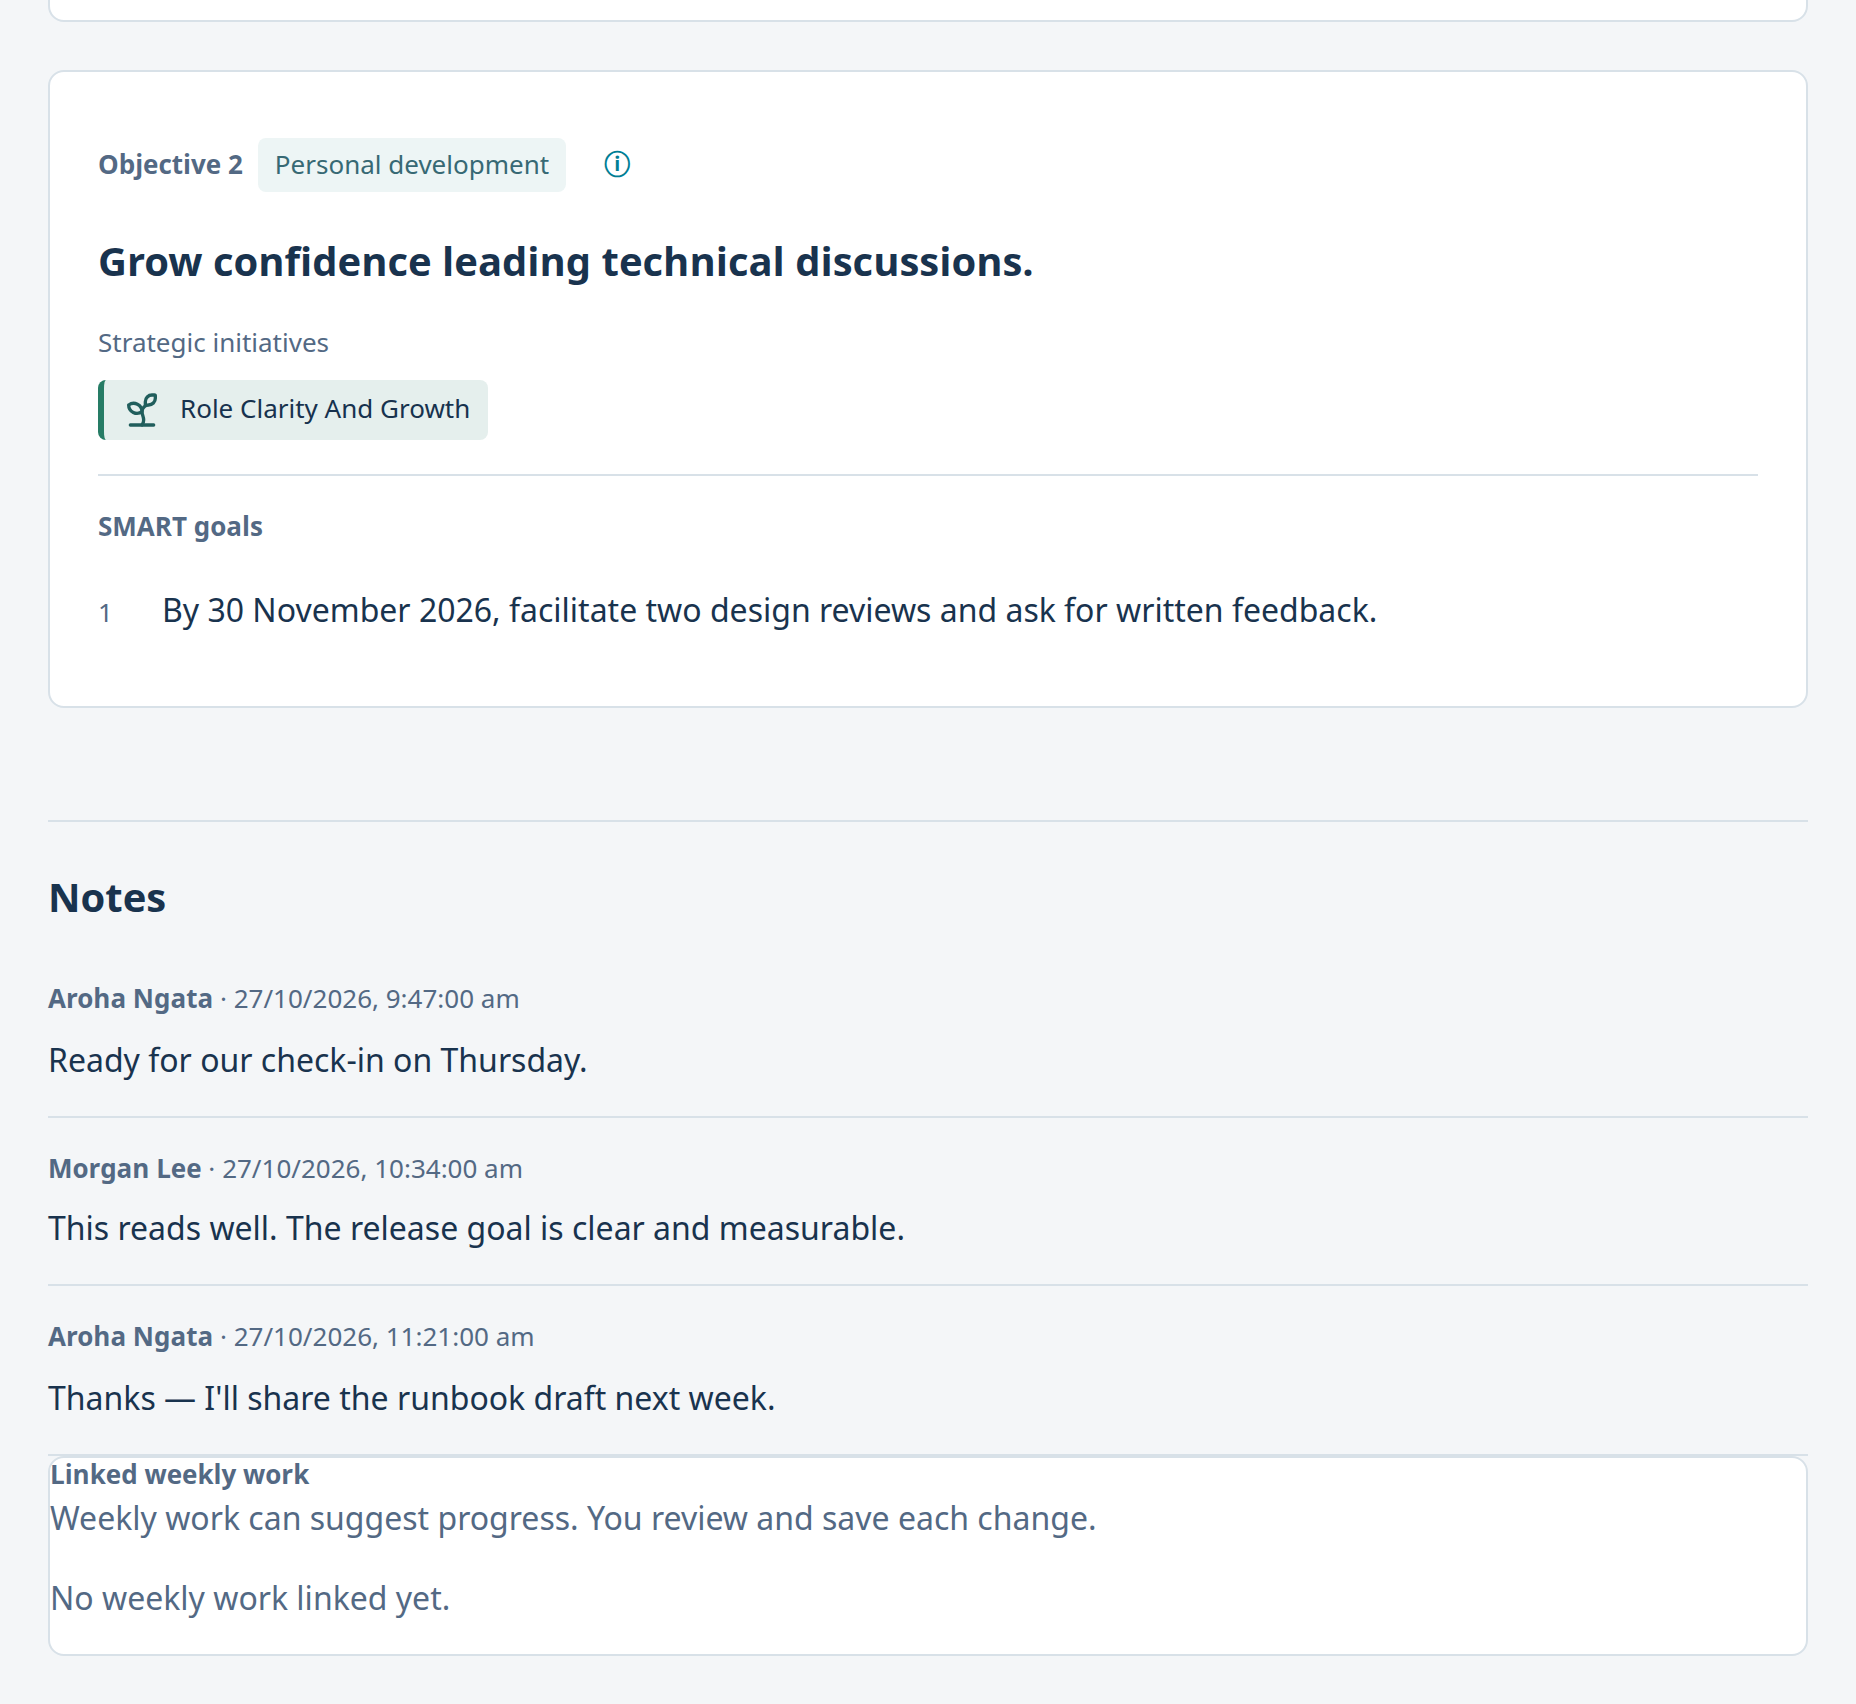 Objective 2 Personal development
Grow confidence leading technical discussions.
Strategic initiatives
Role Clarity And Growth
SMART goals
1 By 30 November 2026, facilitate two design reviews and ask for written feedback.
Notes
Aroha Ngata · 27/10/2026, 9:47:00 am
Ready for our check-in on Thursday.
Morgan Lee · 27/10/2026, 10:34:00 am
This reads well. The release goal is clear and measurable.
Aroha Ngata · 27/10/2026, 11:21:00 am
Thanks — I'll share the runbook draft next week.
Linked weekly work
Weekly work can suggest progress. You review and save each change.
No weekly work linked yet.